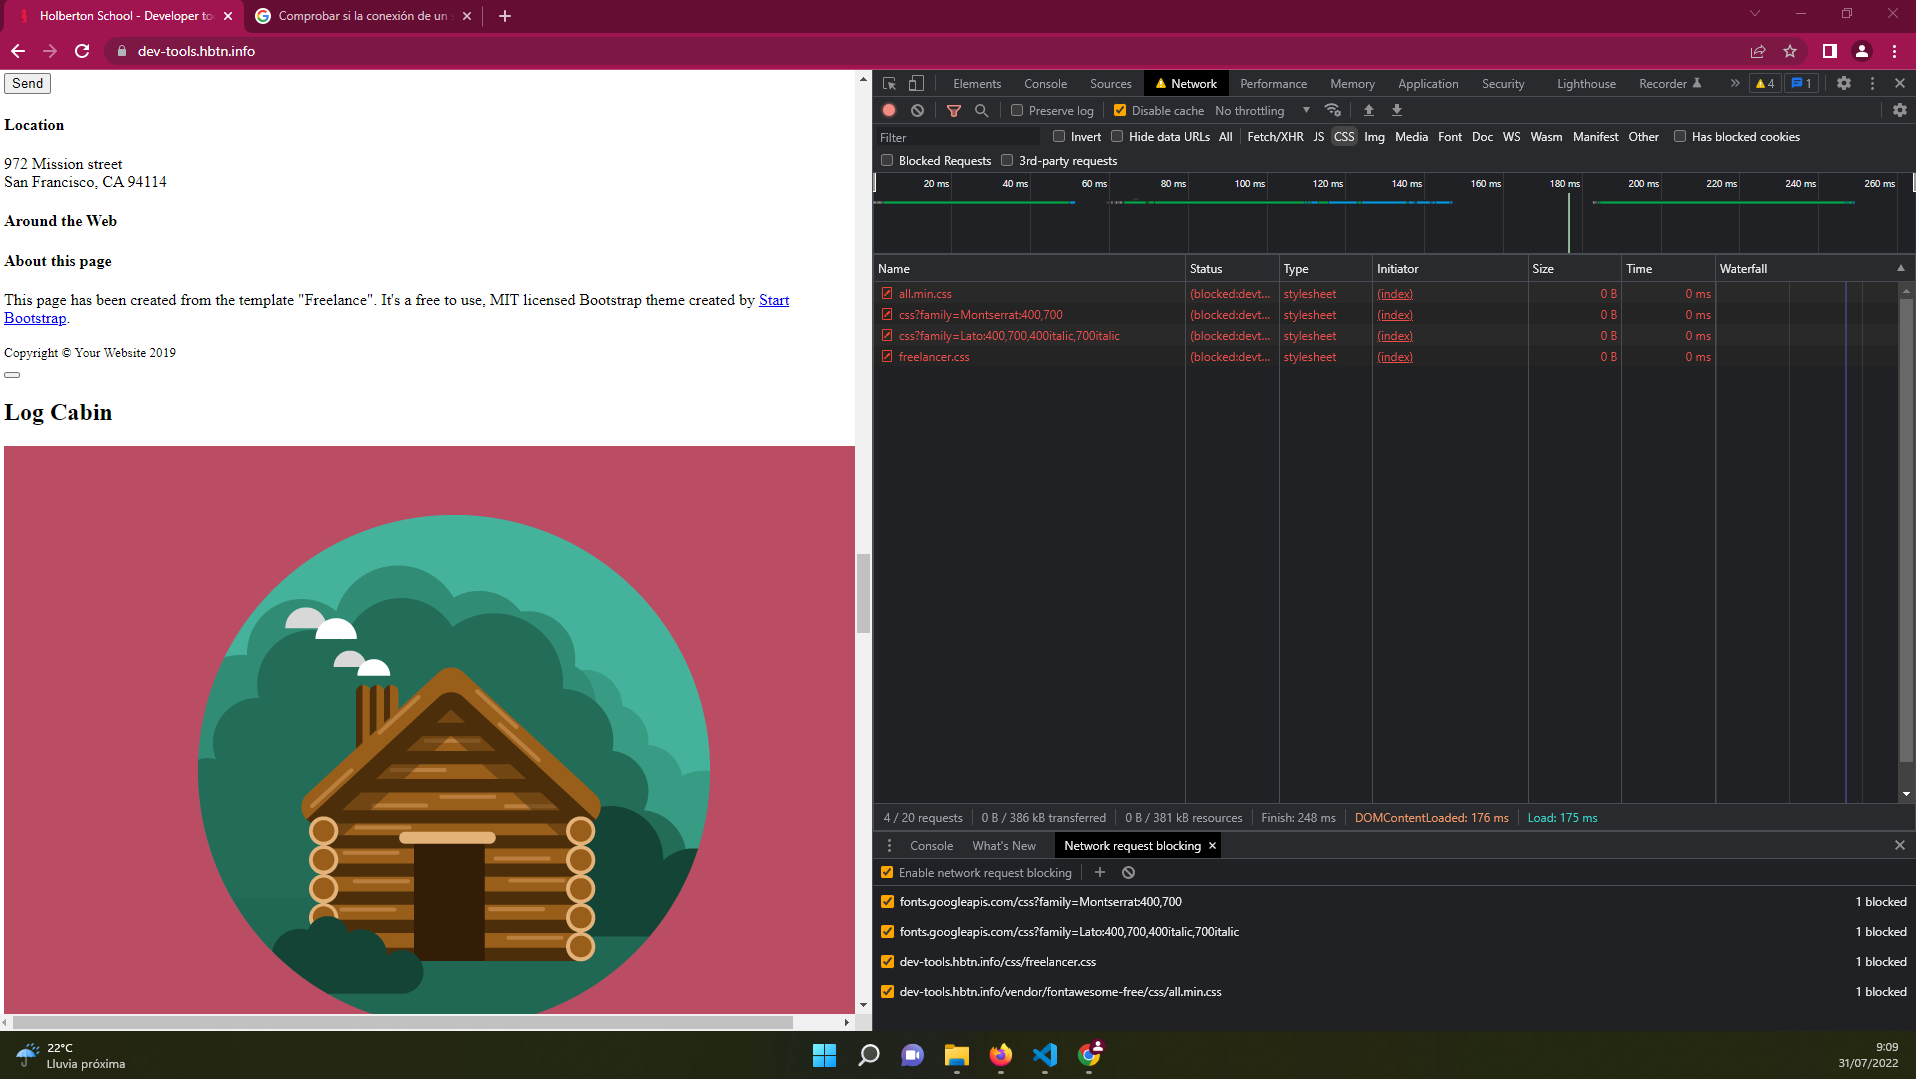 Holberton School - Developer to
Comprobar si la conexión de un s
dev-tools.hbtn.info
Send
Location
972 Mission street
San Francisco, CA 94114
Around the Web
About this page
This page has been created from the template "Freelance". It's a free to use, MIT licensed Bootstrap theme created by Start
Bootstrap.
Copyright © Your Website 2019
Log Cabin
Elements Console Sources Network Performance Memory Application Security Lighthouse Recorder 4 1
Preserve log Disable cache No throttling
Filter Invert Hide data URLs All Fetch/XHR JS CSS Img Media Font Doc WS Wasm Manifest Other Has blocked cookies
Blocked Requests 3rd-party requests
20 ms 40 ms 60 ms 80 ms 100 ms 120 ms 140 ms 160 ms 180 ms 200 ms 220 ms 240 ms 260 ms
Name Status Type Initiator Size Time Waterfall
all.min.css (blocked:devt... stylesheet (index) 0 B 0 ms
css?family=Montserrat:400,700 (blocked:devt... stylesheet (index) 0 B 0 ms
css?family=Lato:400,700,400italic,700italic (blocked:devt... stylesheet (index) 0 B 0 ms
freelancer.css (blocked:devt... stylesheet (index) 0 B 0 ms
4 / 20 requests 0 B / 386 kB transferred 0 B / 381 kB resources Finish: 248 ms DOMContentLoaded: 176 ms Load: 175 ms
Console What's New Network request blocking
Enable network request blocking
fonts.googleapis.com/css?family=Montserrat:400,700 1 blocked
fonts.googleapis.com/css?family=Lato:400,700,400italic,700italic 1 blocked
dev-tools.hbtn.info/css/freelancer.css 1 blocked
dev-tools.hbtn.info/vendor/fontawesome-free/css/all.min.css 1 blocked
22°C
Lluvia próxima
9:09
31/07/2022